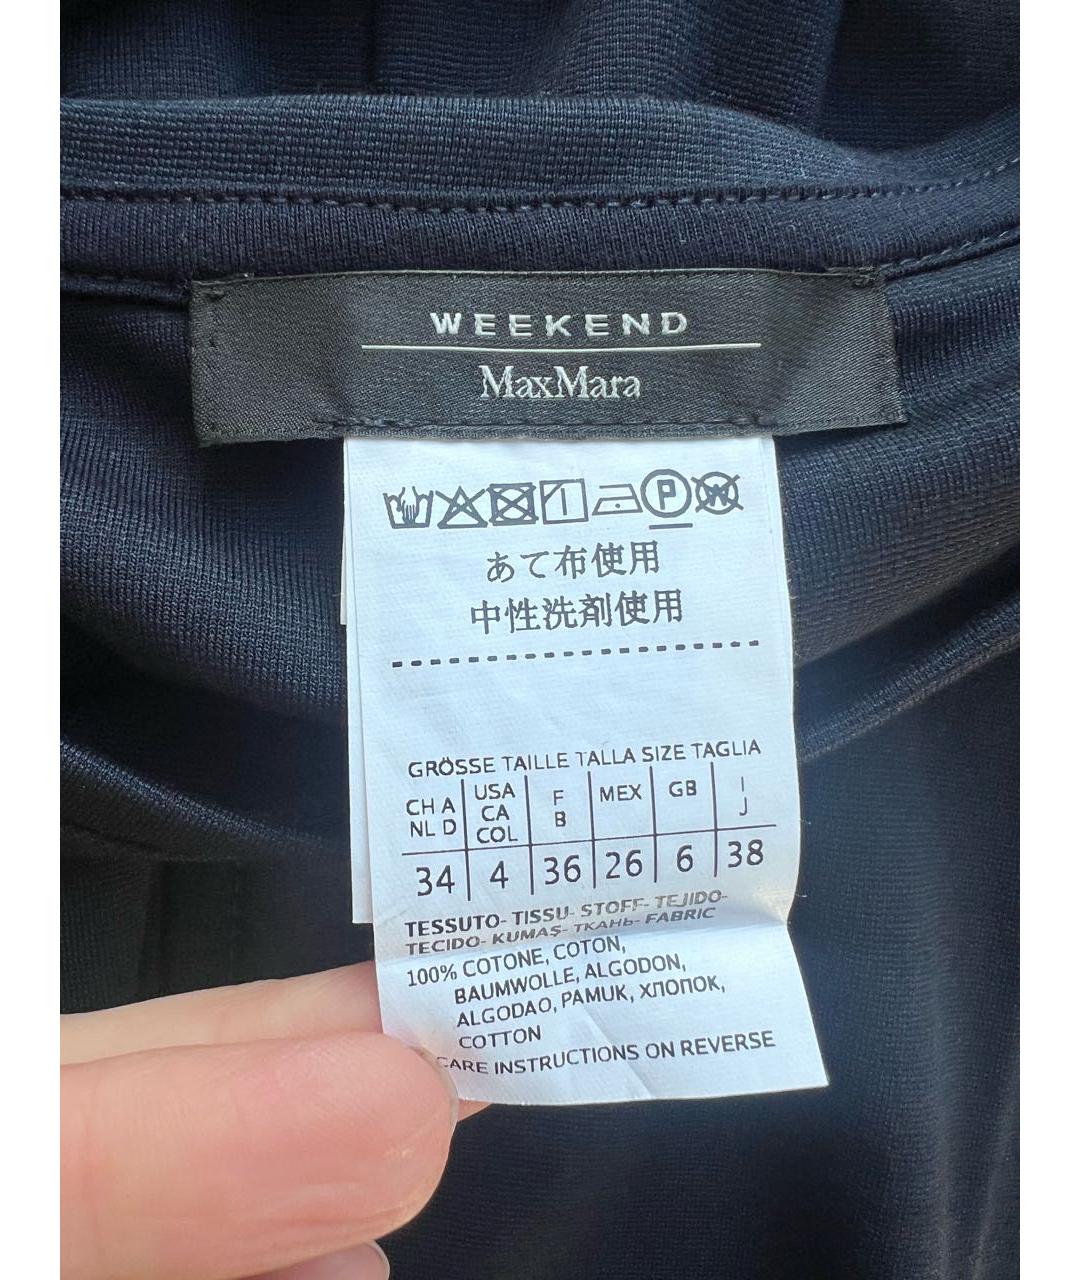 WEEKEND
MaxMara
P W
あて布使用
中性洗剤使用
GRÖSSE TAILLE TALLA SIZE TAGLIA
CH A NL D USA CA COL F B MEX GB I J
34 4 36 26 6 38
TESSUTO- TISSU- STOFF- TEJIDO-
TECIDO- KUMAŞ- ТКАНЬ- FABRIC
100% COTONE, COTON,
BAUMWOLLE, ALGODON,
ALGODAO, PAMUK, ХЛОПОК,
COTTON
CARE INSTRUCTIONS ON REVERSE